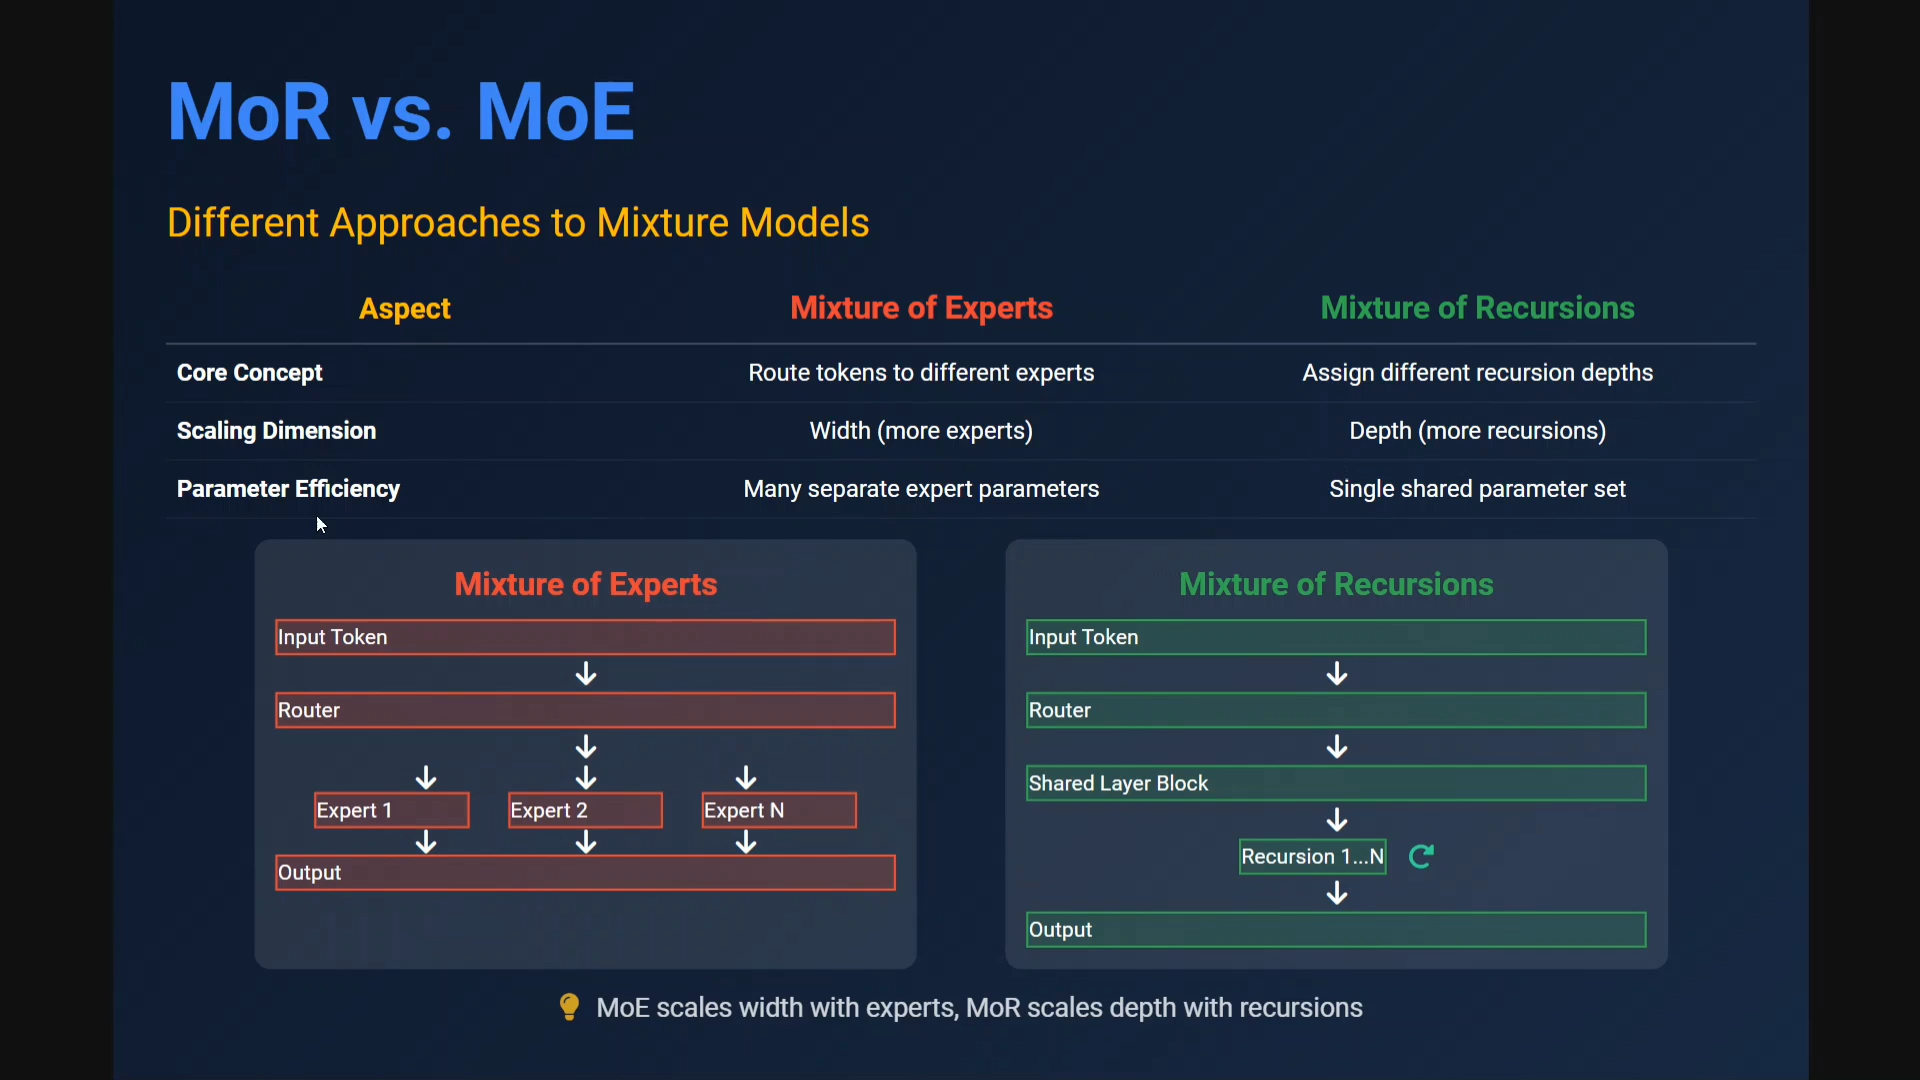 MoR vs. MoE
Different Approaches to Mixture Models
Aspect Mixture of Experts Mixture of Recursions
Core Concept Route tokens to different experts Assign different recursion depths
Scaling Dimension Width (more experts) Depth (more recursions)
Parameter Efficiency Many separate expert parameters Single shared parameter set
Mixture of Experts
Input Token
Router
Expert 1 Expert 2 Expert N
Output
Mixture of Recursions
Input Token
Router
Shared Layer Block
Recursion 1...N
Output
MoE scales width with experts, MoR scales depth with recursions